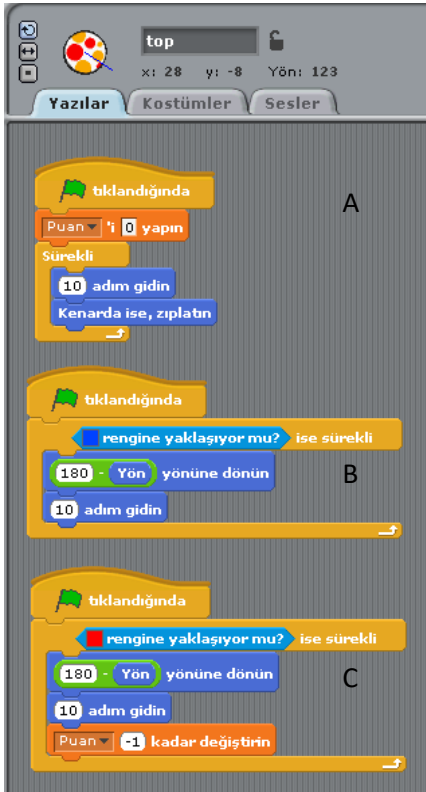 top
x: 28 y: -8 Yön: 123
Yazılar Kostümler Sesler
tıklandığında
A
Puan 'i 0 yapın
Sürekli
10 adım gidin
Kenarda ise, zıplatın
tıklandığında
rengine yaklaşıyor mu? ise sürekli
180 - Yön yönüne dönün
B
10 adım gidin
tıklandığında
rengine yaklaşıyor mu? ise sürekli
180 - Yön yönüne dönün
C
10 adım gidin
Puan -1 kadar değiştirin